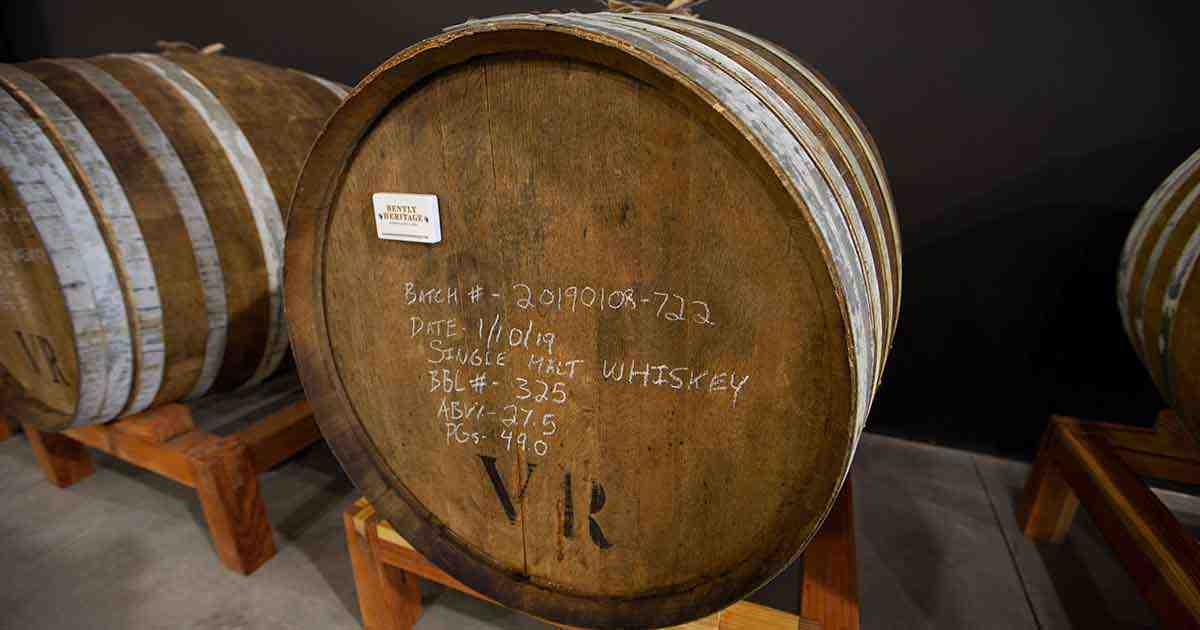 BENTLY
HERITAGE
BATCH #- 20190108-722
DATE- 1/10/19
SINGLE MALT WHISKEY
BBL#- 325
ABV%- 27.5
PGs- 49.0
VR
VR